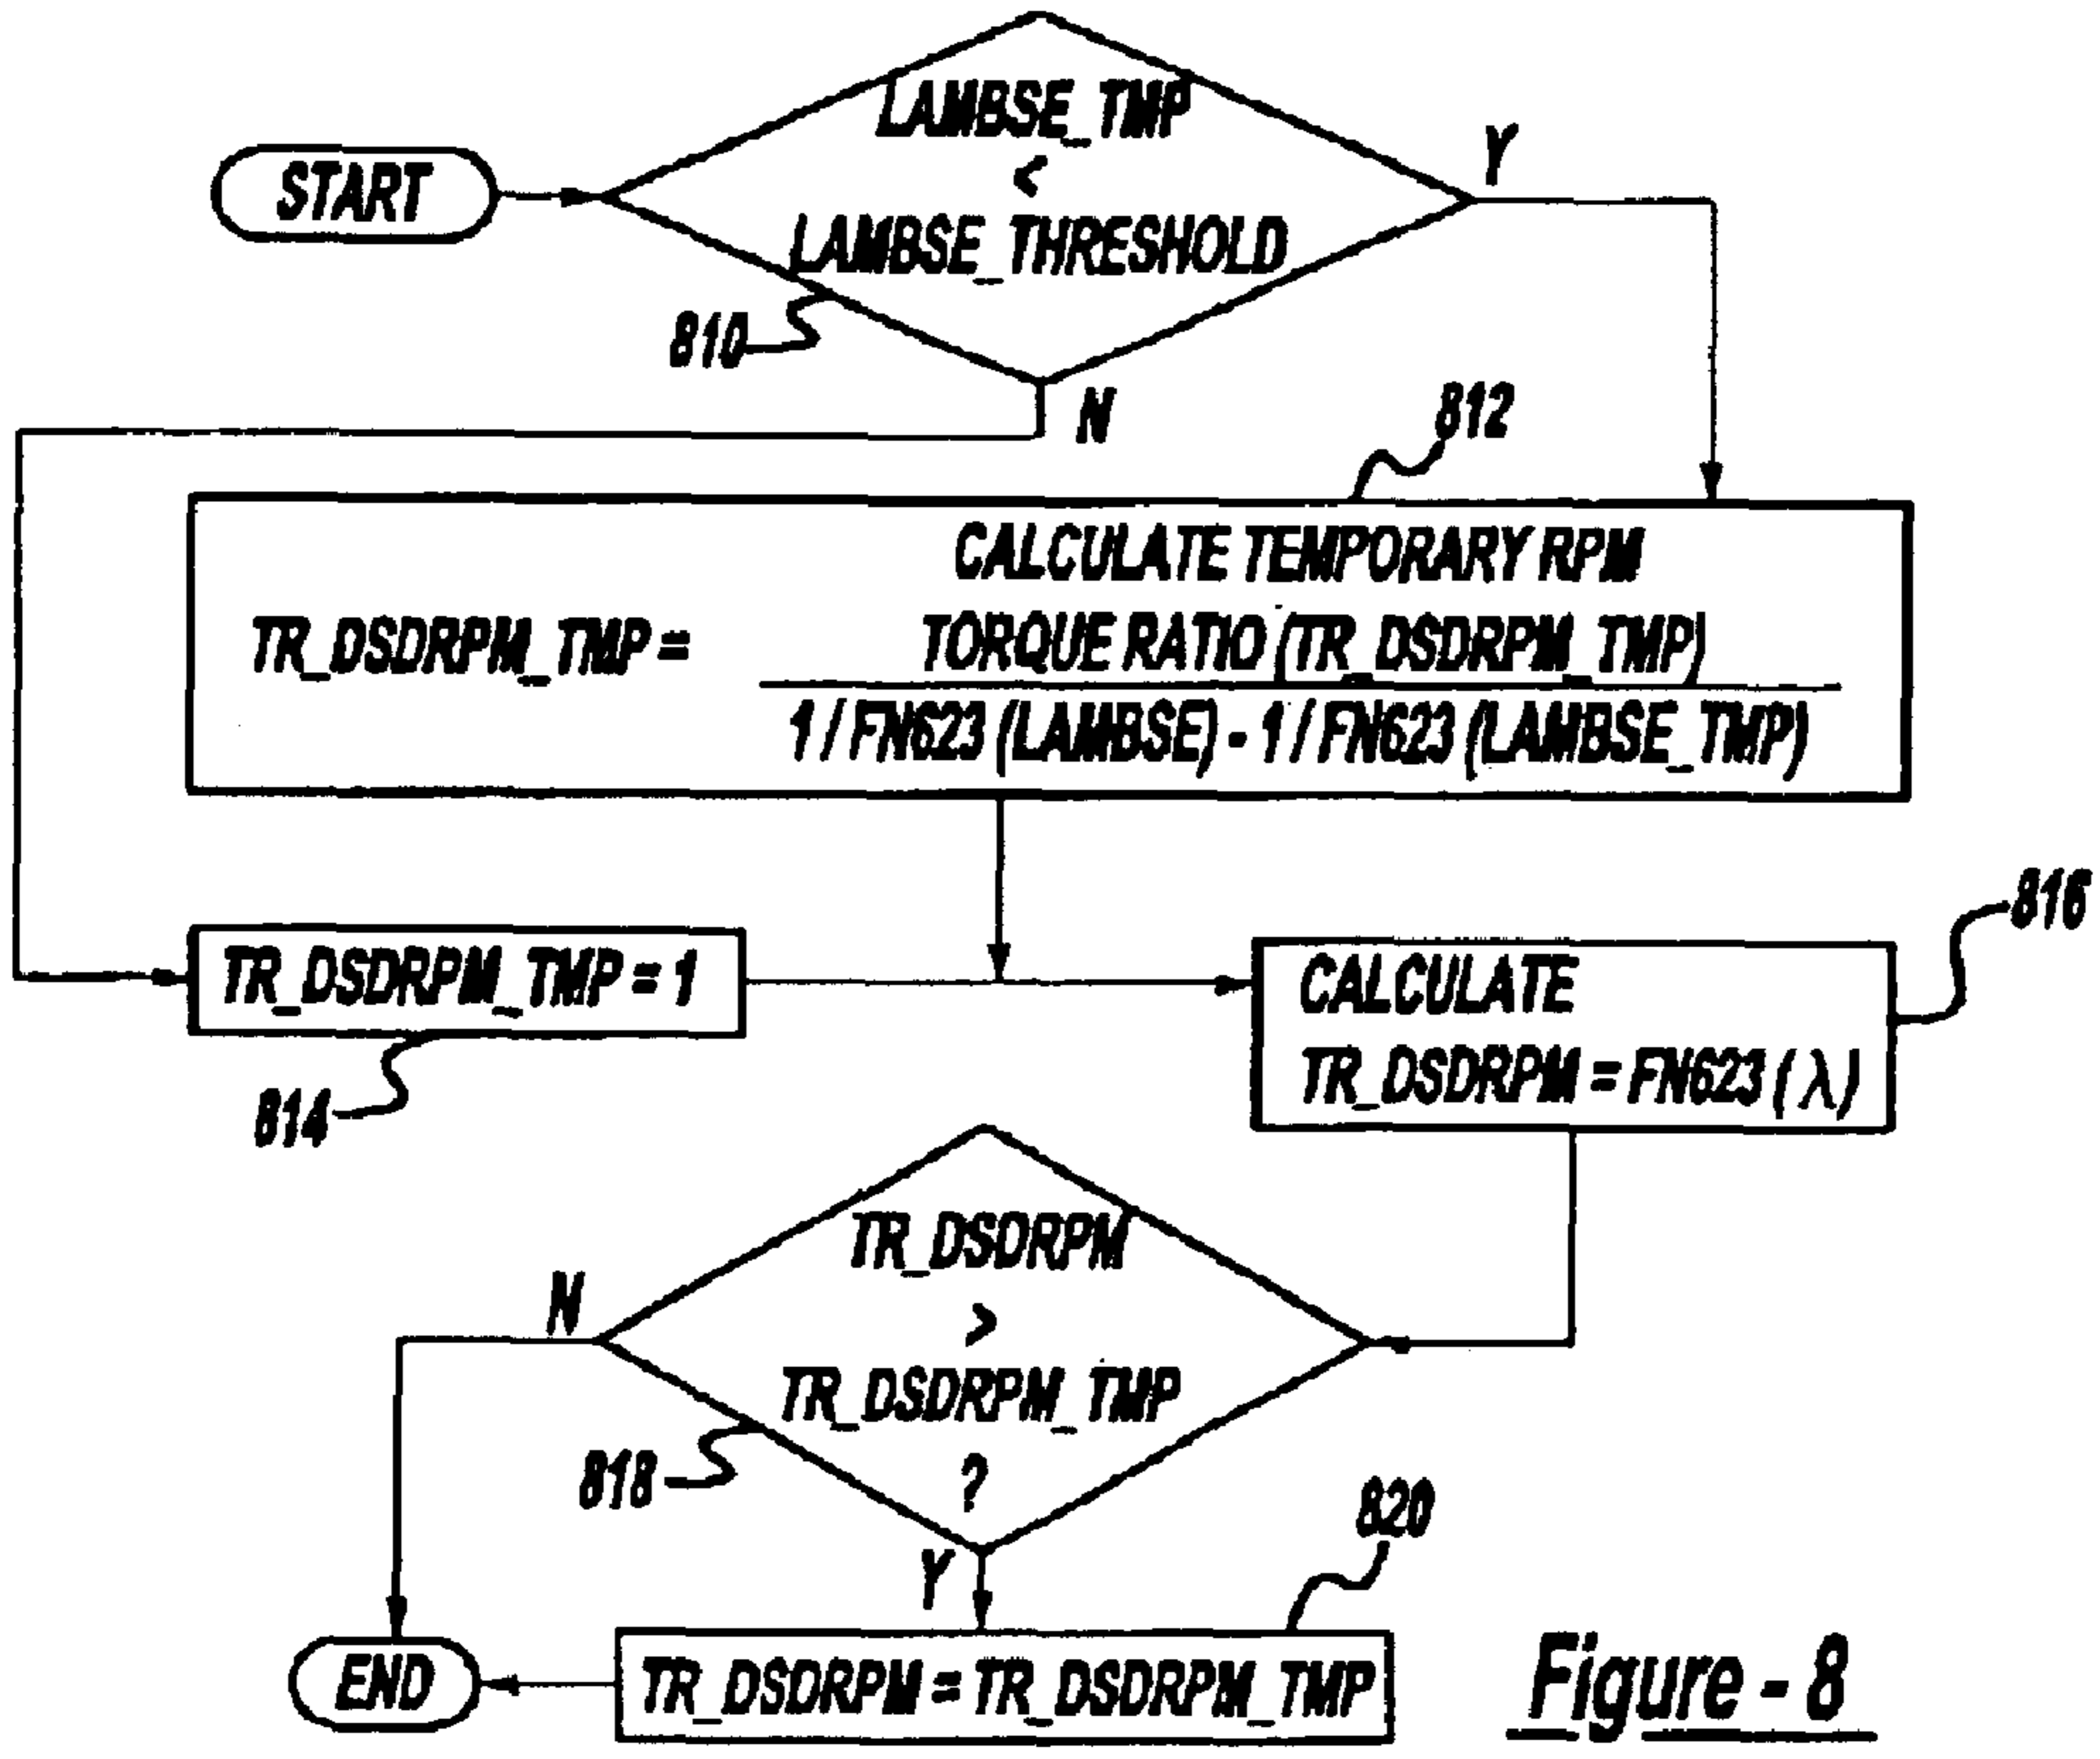 START
LAMBSE_TMP
<
LAMBSE_THRESHOLD
Y
810
N
812
CALCULATE TEMPORARY RPM
TR_DSDRPM_TMP = TORQUE RATIO (TR_DSDRPM_TMP)
1 / FN623 (LAMBSE) - 1 / FN623 (LAMBSE_TMP)
TR_DSDRPM_TMP = 1
814
816
CALCULATE
TR_DSDRPM = FN623 ( λ )
TR_DSDRPM
>
TR_DSDRPM_TMP
?
N
818
Y
820
END
TR_DSDRPM = TR_DSDRPM_TMP
Figure - 8